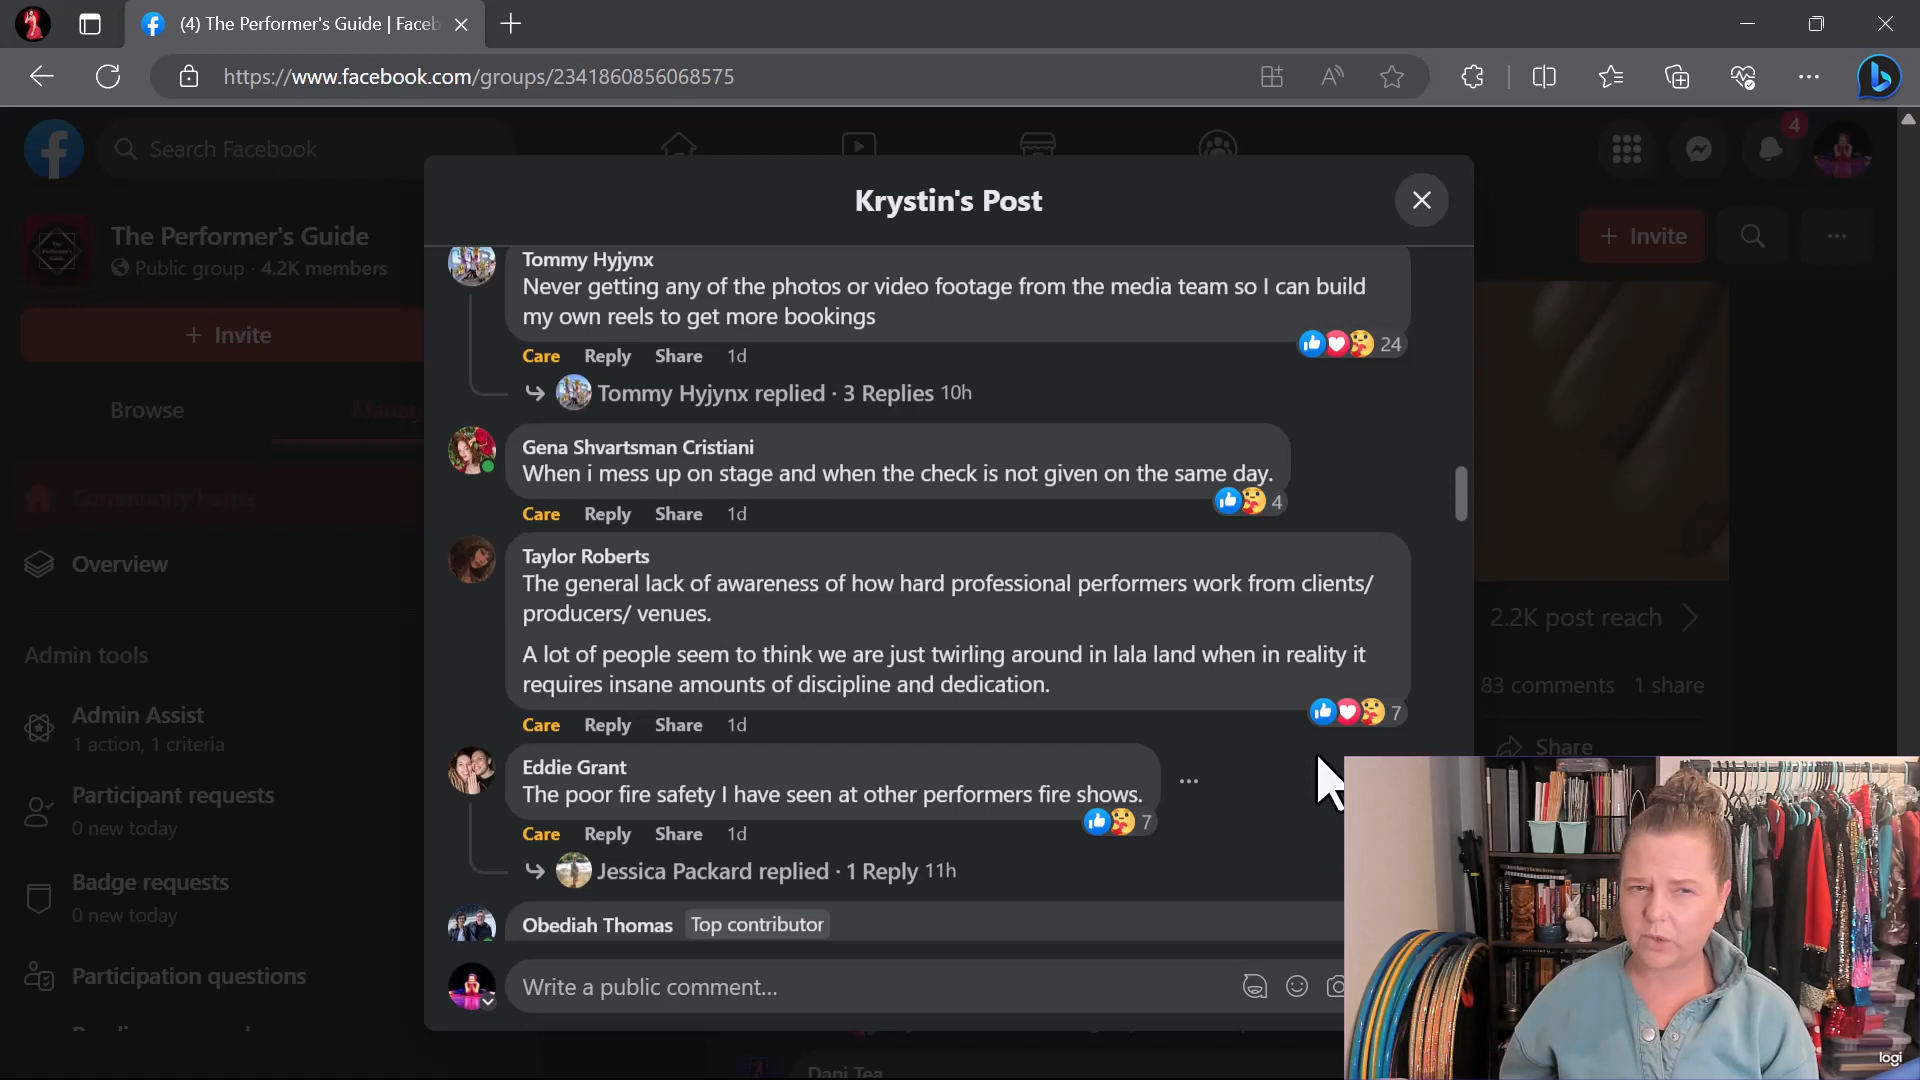 (4) The Performer's Guide | Faceb
https://www.facebook.com/groups/2341860856068575
Search Facebook
4
The Performer's Guide
Public group · 4.2K members
+ Invite
Browse
Community home
Overview
Admin tools
Admin Assist
1 action, 1 criteria
Participant requests
0 new today
Badge requests
0 new today
Participation questions
Krystin's Post
Tommy Hyjynx
Never getting any of the photos or video footage from the media team so I can build
my own reels to get more bookings
24
Care Reply Share 1d
Tommy Hyjynx replied · 3 Replies 10h
Gena Shvartsman Cristiani
When i mess up on stage and when the check is not given on the same day.
4
Care Reply Share 1d
Taylor Roberts
The general lack of awareness of how hard professional performers work from clients/
producers/ venues.
A lot of people seem to think we are just twirling around in lala land when in reality it
requires insane amounts of discipline and dedication.
7
Care Reply Share 1d
Eddie Grant
The poor fire safety I have seen at other performers fire shows.
7
Care Reply Share 1d
Jessica Packard replied · 1 Reply 11h
Obediah Thomas Top contributor
Write a public comment...
+ Invite
2.2K post reach
83 comments 1 share
Share
Dani Tea
logi